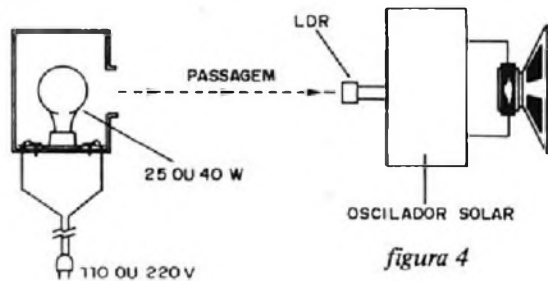 LDR
PASSAGEM
25 OU 40 W
OSCILADOR SOLAR
figura 4
110 OU 220 V